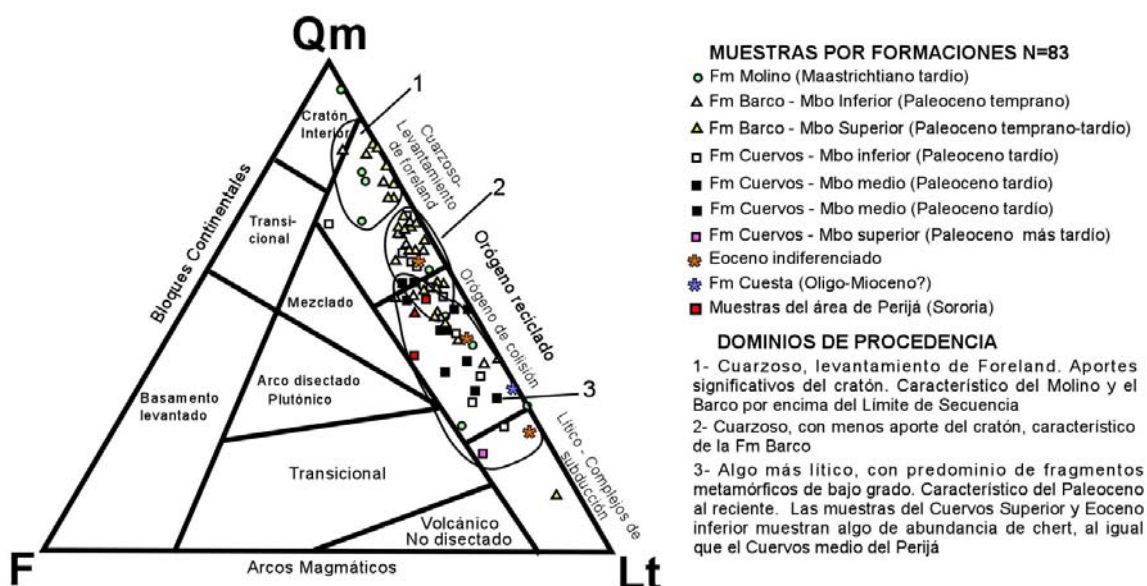 Qm
1
Cratón
Interior
Cuarzoso-
Levantamiento
de foreland
2
Bloques Continentales
Transi-
cional
Orógeno reciclado
Mezclado
Orógeno de colisión
Basamento
levantado
Arco disectado
Plutónico
3
Transicional
Lítico - Complejos de
subducción
Volcánico
No disectado
F
Arcos Magmáticos
Lt
MUESTRAS POR FORMACIONES N=83
Fm Molino (Maastrichtiano tardío)
Fm Barco - Mbo Inferior (Paleoceno temprano)
Fm Barco - Mbo Superior (Paleoceno temprano-tardío)
Fm Cuervos - Mbo inferior (Paleoceno tardío)
Fm Cuervos - Mbo medio (Paleoceno tardío)
Fm Cuervos - Mbo medio (Paleoceno tardío)
Fm Cuervos - Mbo superior (Paleoceno más tardío)
Eoceno indiferenciado
Fm Cuesta (Oligo-Mioceno?)
Muestras del área de Perijá (Sororia)
DOMINIOS DE PROCEDENCIA
1- Cuarzoso, levantamiento de Foreland. Aportes
significativos del cratón. Característico del Molino y el
Barco por encima del Límite de Secuencia
2- Cuarzoso, con menos aporte del cratón, característico
de la Fm Barco
3- Algo más lítico, con predominio de fragmentos
metamórficos de bajo grado. Característico del Paleoceno
al reciente. Las muestras del Cuervos Superior y Eoceno
inferior muestran algo de abundancia de chert, al igual
que el Cuervos medio del Perijá